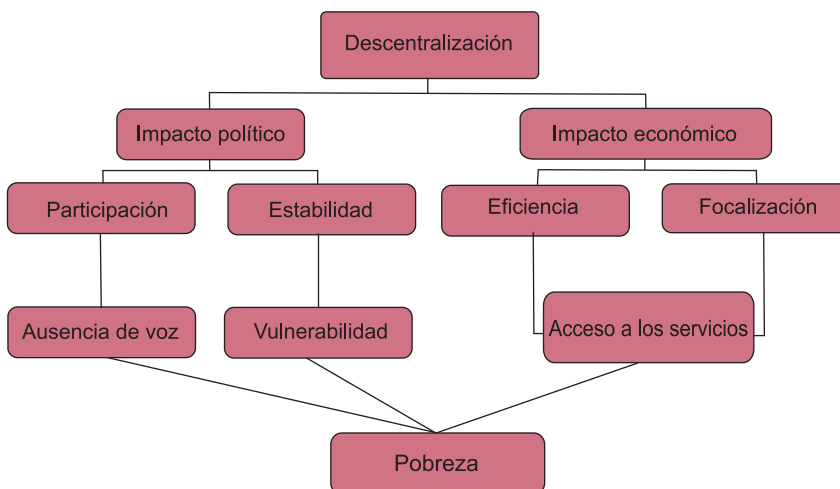 Descentralización
Impacto político
Impacto económico
Participación
Estabilidad
Eficiencia
Focalización
Ausencia de voz
Vulnerabilidad
Acceso a los servicios
Pobreza